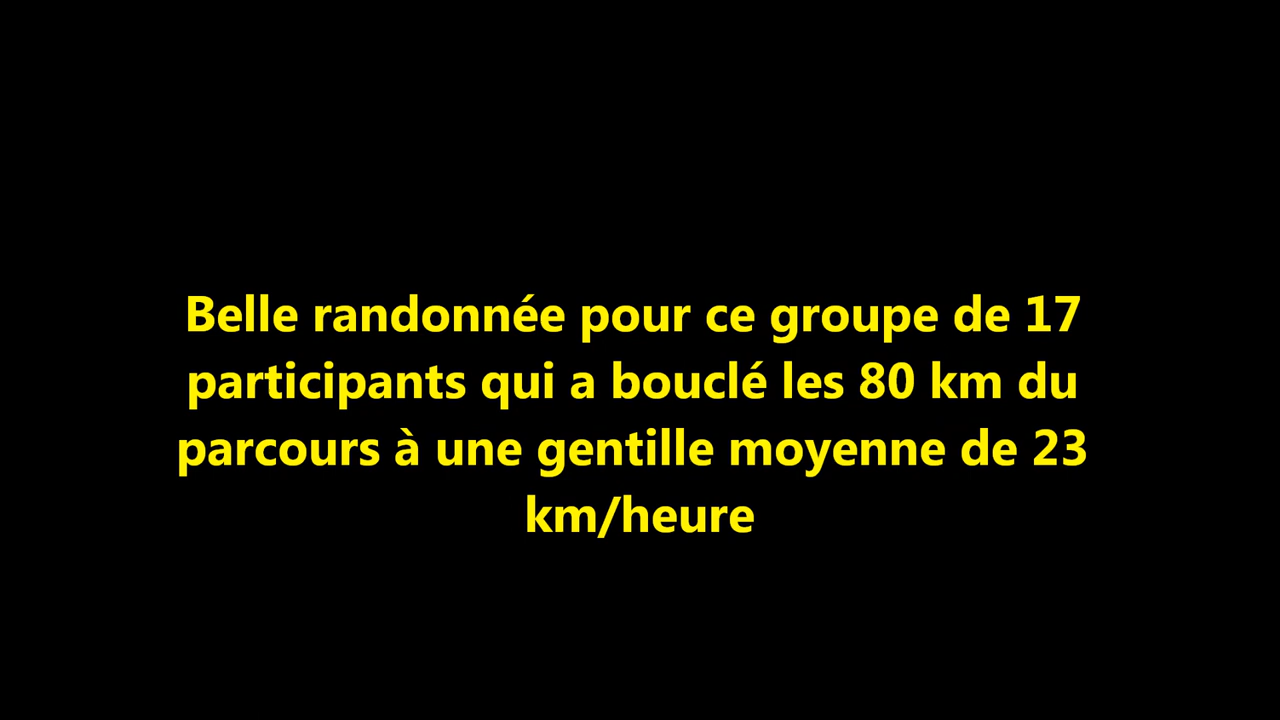 Belle randonnée pour ce groupe de 17
participants qui a bouclé les 80 km du
parcours à une gentille moyenne de 23
km/heure